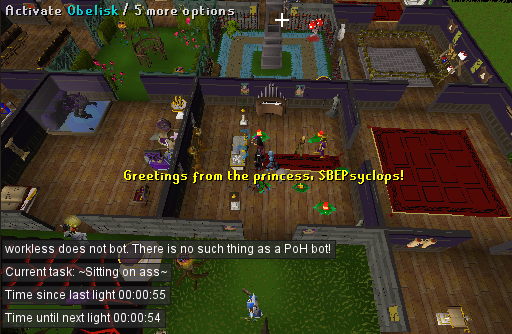 Activate Obelisk / 5 more options
Greetings from the princess, SBEPsyclops!
workless does not bot. There is no such thing as a PoH bot!
Current task: ~Sitting on ass~
Time since last light 00:00:55
Time until next light 00:00:54